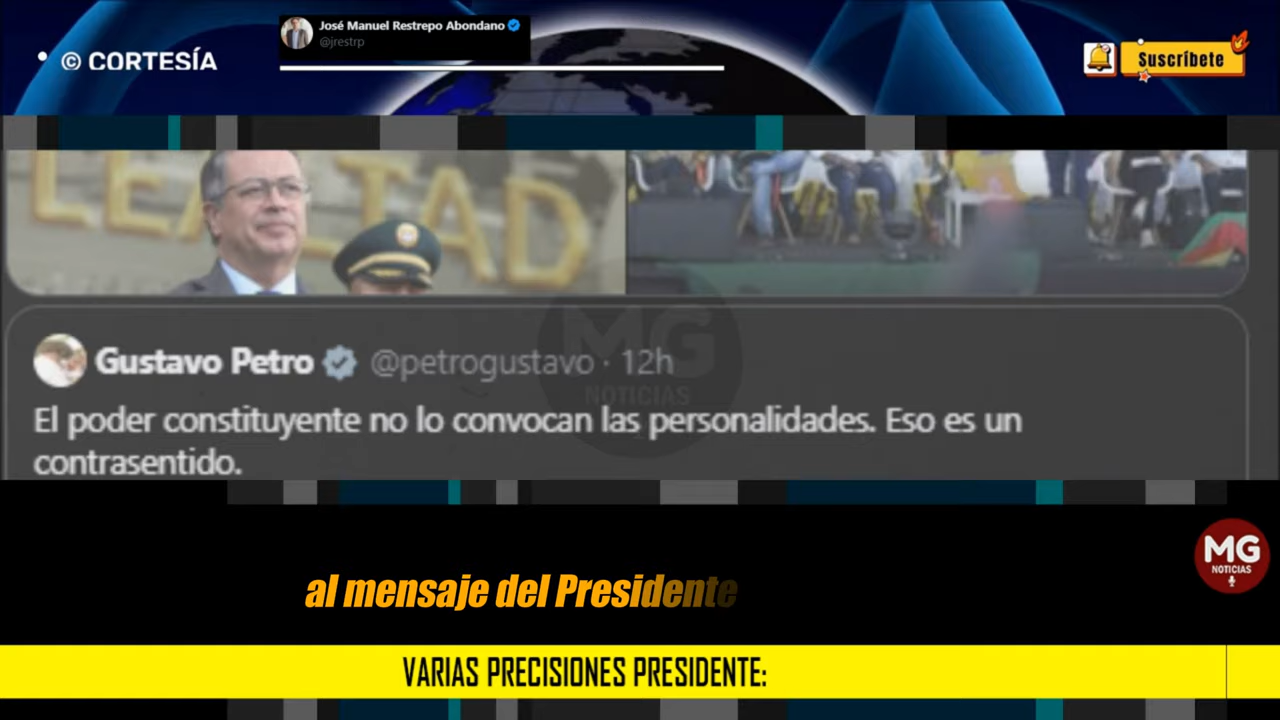 José Manuel Restrepo Abondano
@jrestrp
© CORTESÍA
Suscríbete
LEALTAD
Gustavo Petro @petrogustavo · 12h
El poder constituyente no lo convocan las personalidades. Eso es un
contrasentido.
MG
NOTICIAS
al mensaje del Presidente
MG
NOTICIAS
VARIAS PRECISIONES PRESIDENTE: